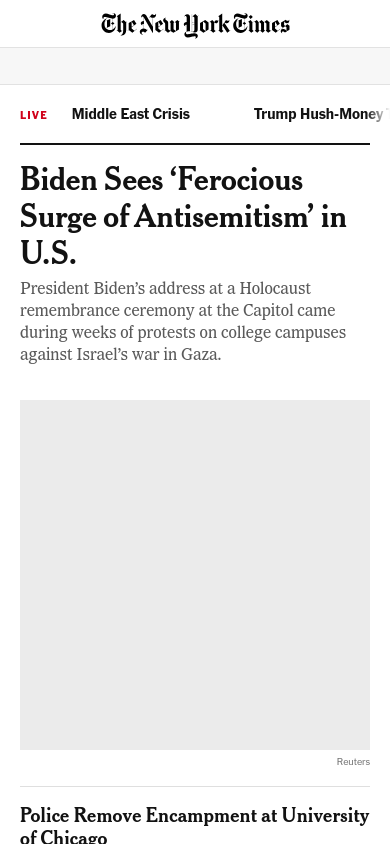 The New York Times
LIVE Middle East Crisis Trump Hush-Money
Biden Sees ‘Ferocious
Surge of Antisemitism’ in
U.S.
President Biden’s address at a Holocaust
remembrance ceremony at the Capitol came
during weeks of protests on college campuses
against Israel’s war in Gaza.
Reuters
Police Remove Encampment at University
of Chicago